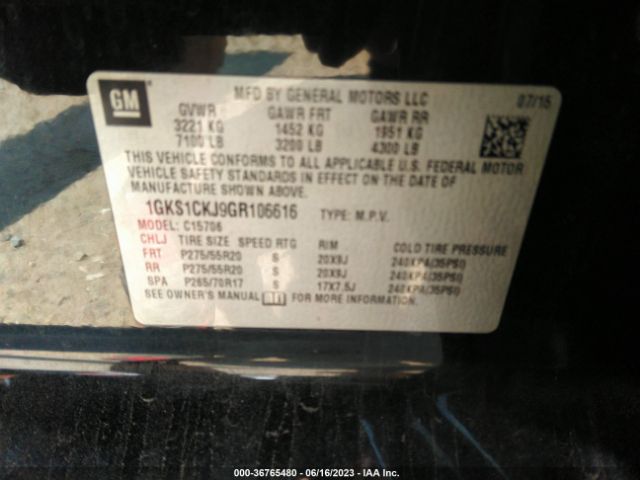 GM
MFD BY GENERAL MOTORS LLC 07/15
GVWR GAWR FRT GAWR RR
3221 KG 1452 KG 1951 KG
7100 LB 3200 LB 4300 LB
THIS VEHICLE CONFORMS TO ALL APPLICABLE U.S. FEDERAL MOTOR
VEHICLE SAFETY STANDARDS IN EFFECT ON THE DATE OF
MANUFACTURE SHOWN ABOVE.
1GKS1CKJ9GR106616 TYPE: M.P.V.
MODEL: C15706
CHLJ TIRE SIZE SPEED RTG RIM COLD TIRE PRESSURE
FRT P275/55R20 S 20X9J 240KPA(35PSI)
RR P275/55R20 S 20X9J 240KPA(35PSI)
SPA P265/70R17 S 17X7.5J 240KPA(35PSI)
SEE OWNER'S MANUAL FOR MORE INFORMATION
000-36765480 - 06/16/2023 - IAA Inc.